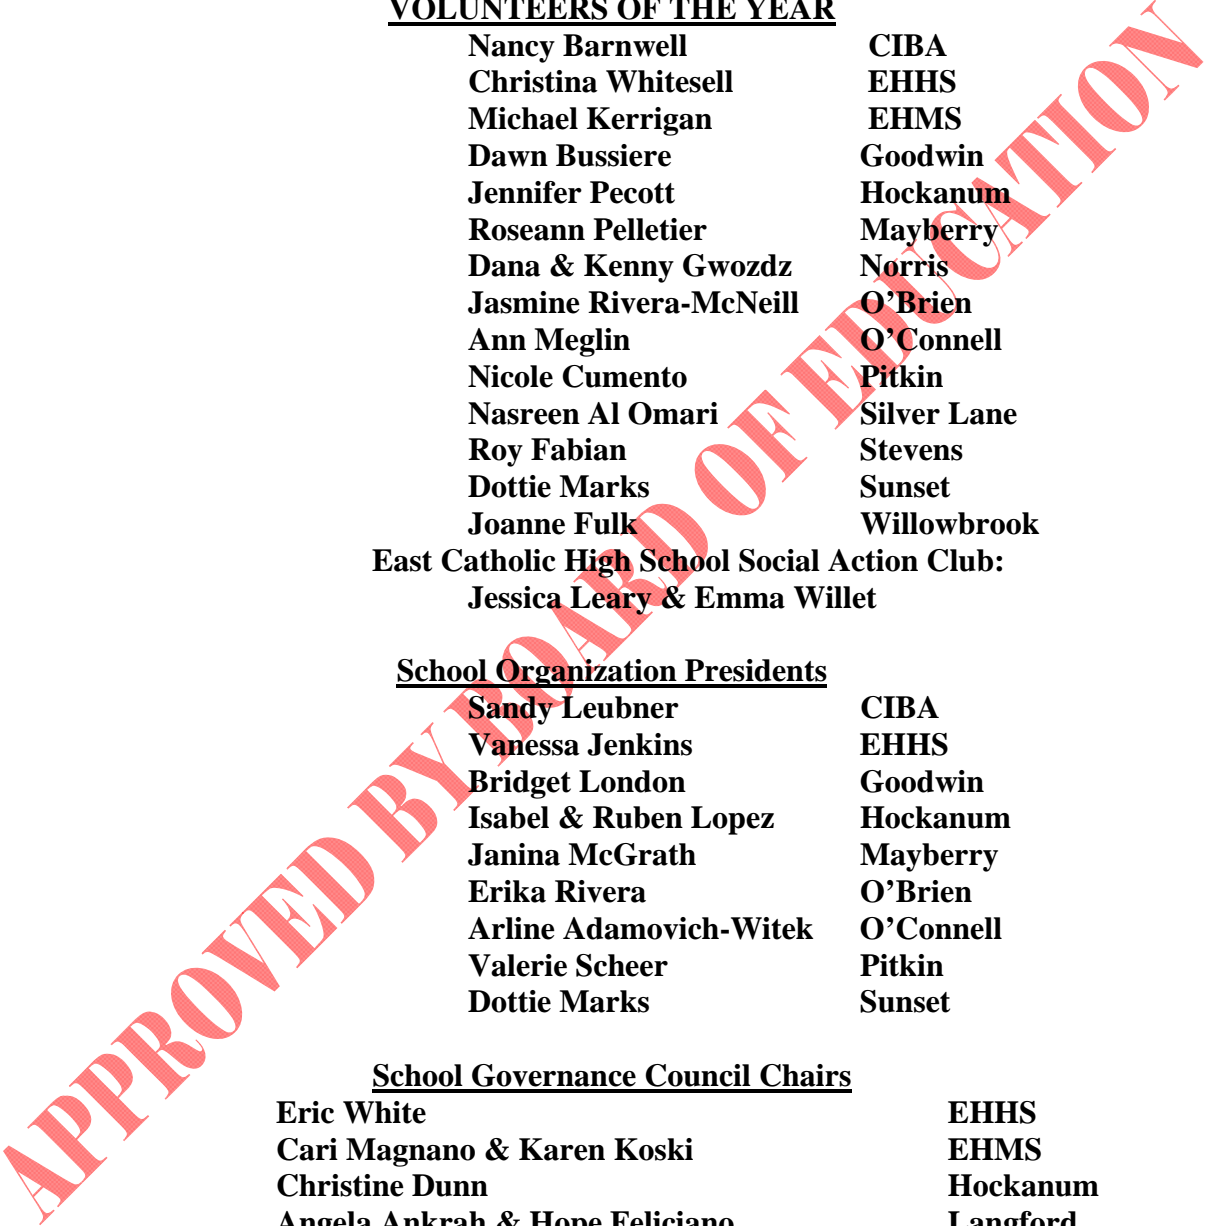 VOLUNTEERS OF THE YEAR
Nancy Barnwell CIBA
Christina Whitesell EHHS
Michael Kerrigan EHMS
Dawn Bussiere Goodwin
Jennifer Pecott Hockanum
Roseann Pelletier Mayberry
Dana & Kenny Gwozdz Norris
Jasmine Rivera-McNeill O’Brien
Ann Meglin O’Connell
Nicole Cumento Pitkin
Nasreen Al Omari Silver Lane
Roy Fabian Stevens
Dottie Marks Sunset
Joanne Fulk Willowbrook
East Catholic High School Social Action Club:
Jessica Leary & Emma Willet
School Organization Presidents
Sandy Leubner CIBA
Vanessa Jenkins EHHS
Bridget London Goodwin
Isabel & Ruben Lopez Hockanum
Janina McGrath Mayberry
Erika Rivera O’Brien
Arline Adamovich-Witek O’Connell
Valerie Scheer Pitkin
Dottie Marks Sunset
School Governance Council Chairs
Eric White EHHS
Cari Magnano & Karen Koski EHMS
Christine Dunn Hockanum
Angela Ankrah & Hope Feliciano Langford
APPROVED BY BOARD OF EDUCATION